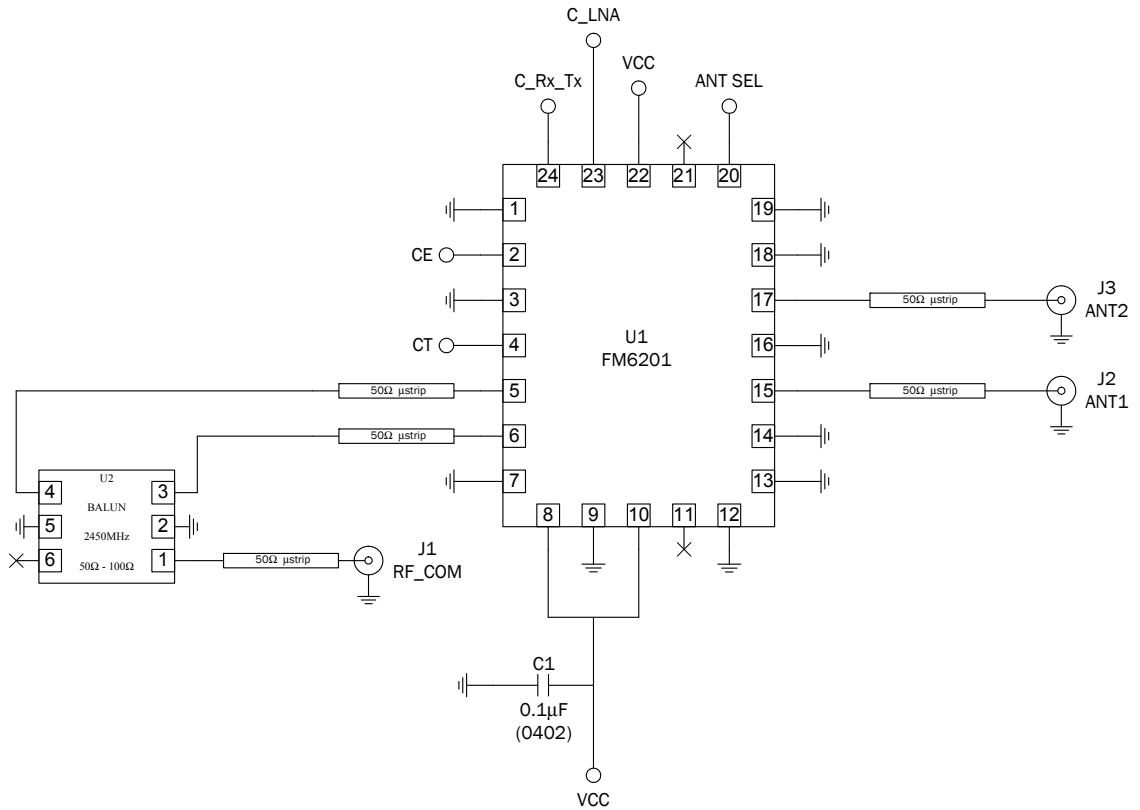 C_LNA
VCC
C_Rx_Tx
ANT SEL
24
23
22
21
20
1
19
CE
2
18
3
17
50Ω µstrip
J3
ANT2
CT
4
U1
FM6201
16
50Ω µstrip
5
15
50Ω µstrip
J2
ANT1
50Ω µstrip
6
14
7
13
8
9
10
11
12
U2
4
3
BALUN
5
2
2450MHz
6
1
50Ω - 100Ω
50Ω µstrip
J1
RF_COM
C1
0.1µF
(0402)
VCC